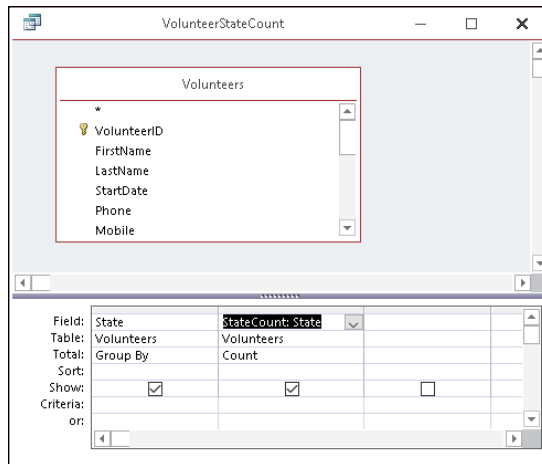 VolunteerStateCount
Volunteers
*
VolunteerID
FirstName
LastName
StartDate
Phone
Mobile
Field: State StateCount: State
Table: Volunteers Volunteers
Total: Group By Count
Sort:
Show:
Criteria:
or: